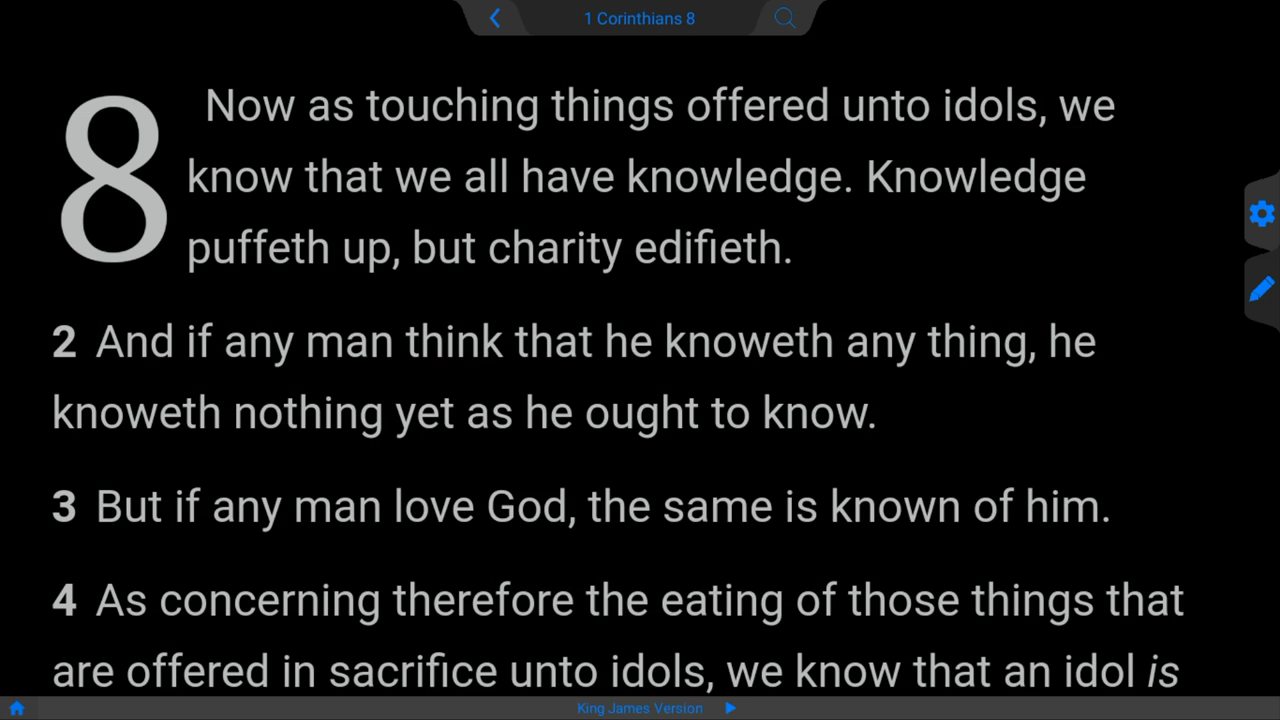 1 Corinthians 8
8 Now as touching things offered unto idols, we
know that we all have knowledge. Knowledge
puffeth up, but charity edifieth.
2 And if any man think that he knoweth any thing, he
knoweth nothing yet as he ought to know.
3 But if any man love God, the same is known of him.
4 As concerning therefore the eating of those things that
are offered in sacrifice unto idols, we know that an idol is
King James Version